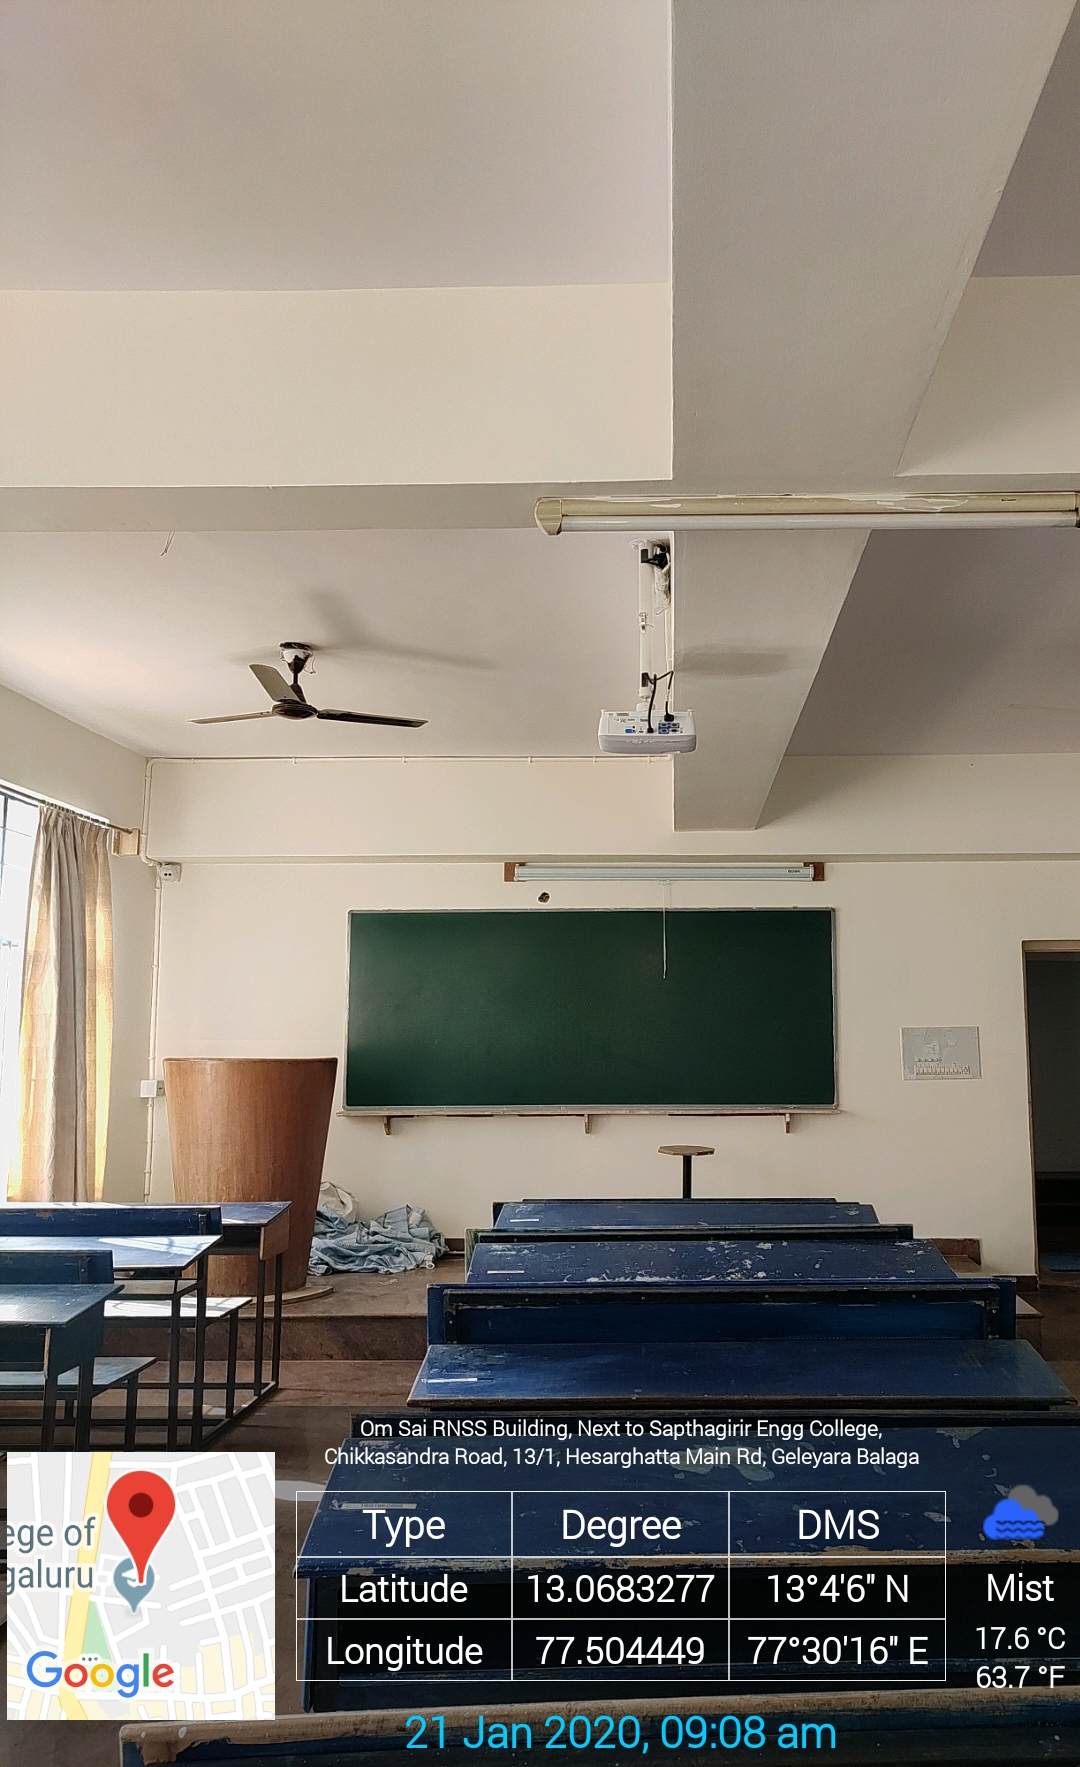 Om Sai RNSS Building, Next to Sapthagirir Engg College,
Chikkasandra Road, 13/1, Hesarghatta Main Rd, Geleyara Balaga
ege of
galuru
Google
Type Degree DMS
Latitude 13.0683277 13°4'6" N
Longitude 77.504449 77°30'16" E
Mist
17.6 °C
63.7 °F
21 Jan 2020, 09:08 am